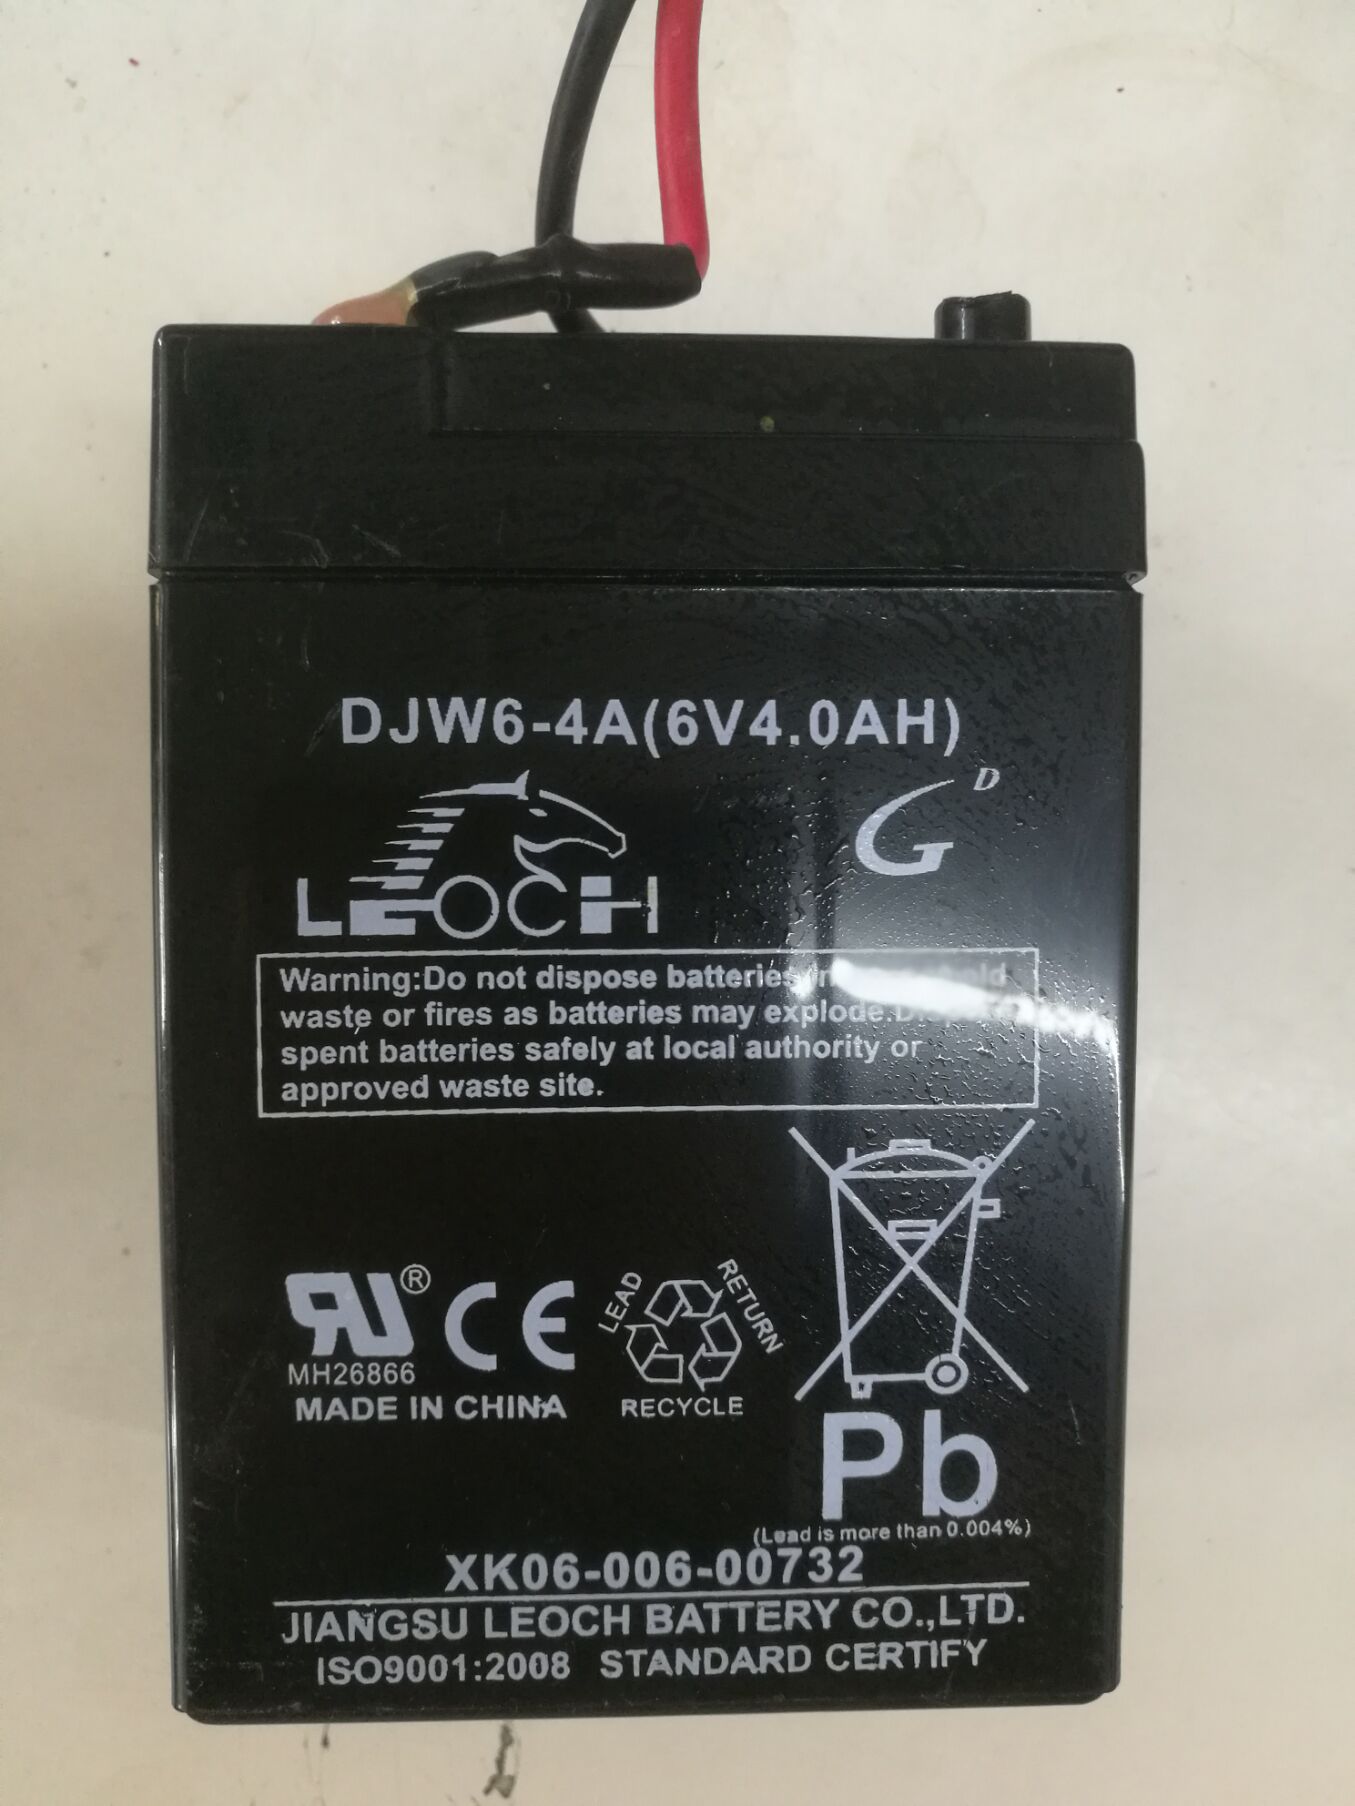 DJW6-4A(6V4.0AH)
G D
LEOCH
Warning:Do not dispose batteries
waste or fires as batteries may explode.
spent batteries safely at local authority or
approved waste site.
LEAD RETURN
RU® CE
MH26866
MADE IN CHINA RECYCLE
Pb
(Lead is more than 0.004%)
XK06-006-00732
JIANGSU LEOCH BATTERY CO.,LTD.
ISO9001:2008 STANDARD CERTIFY